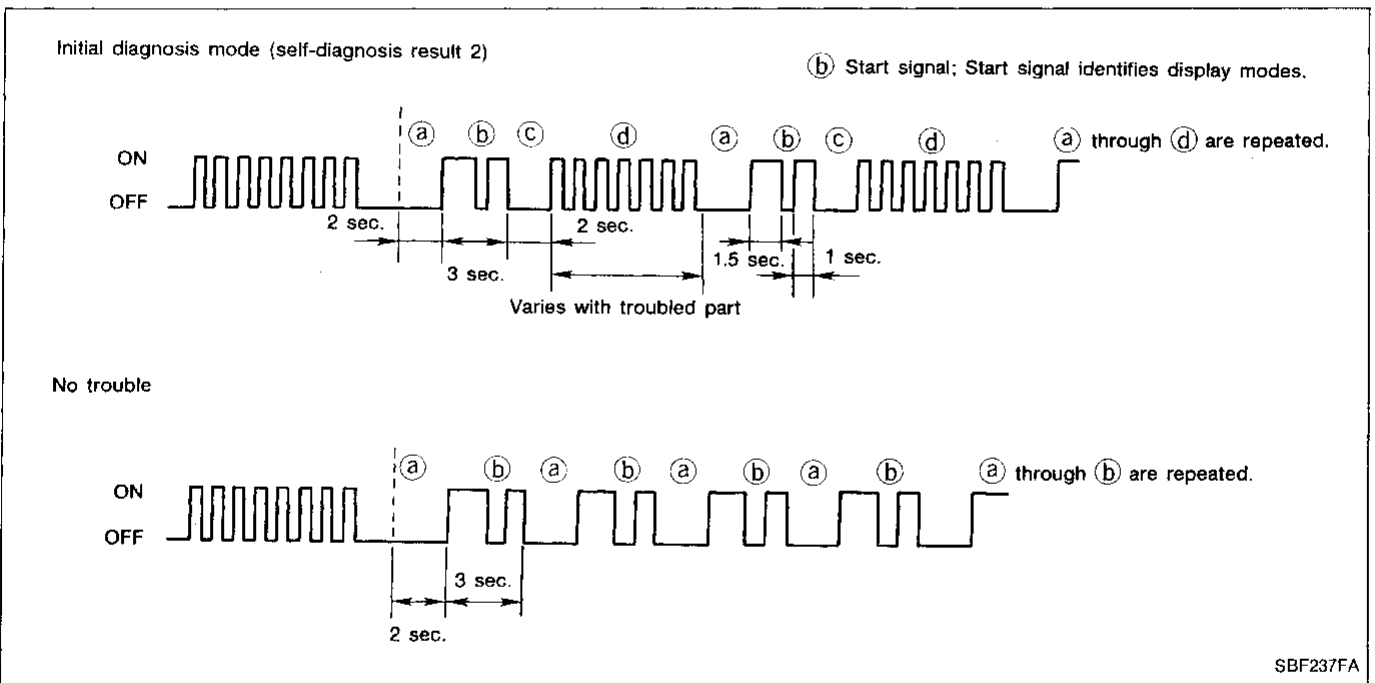 Initial diagnosis mode (self-diagnosis result 2)
ⓑ Start signal; Start signal identifies display modes.
ⓐ ⓑ ⓒ ⓓ ⓐ ⓑ ⓒ ⓓ ⓐ through ⓓ are repeated.
ON
OFF
2 sec. 2 sec.
3 sec. 1.5 sec. 1 sec.
Varies with troubled part
No trouble
ⓐ ⓑ ⓐ ⓑ ⓐ ⓑ ⓐ ⓑ ⓐ through ⓑ are repeated.
ON
OFF
3 sec.
2 sec.
SBF237FA